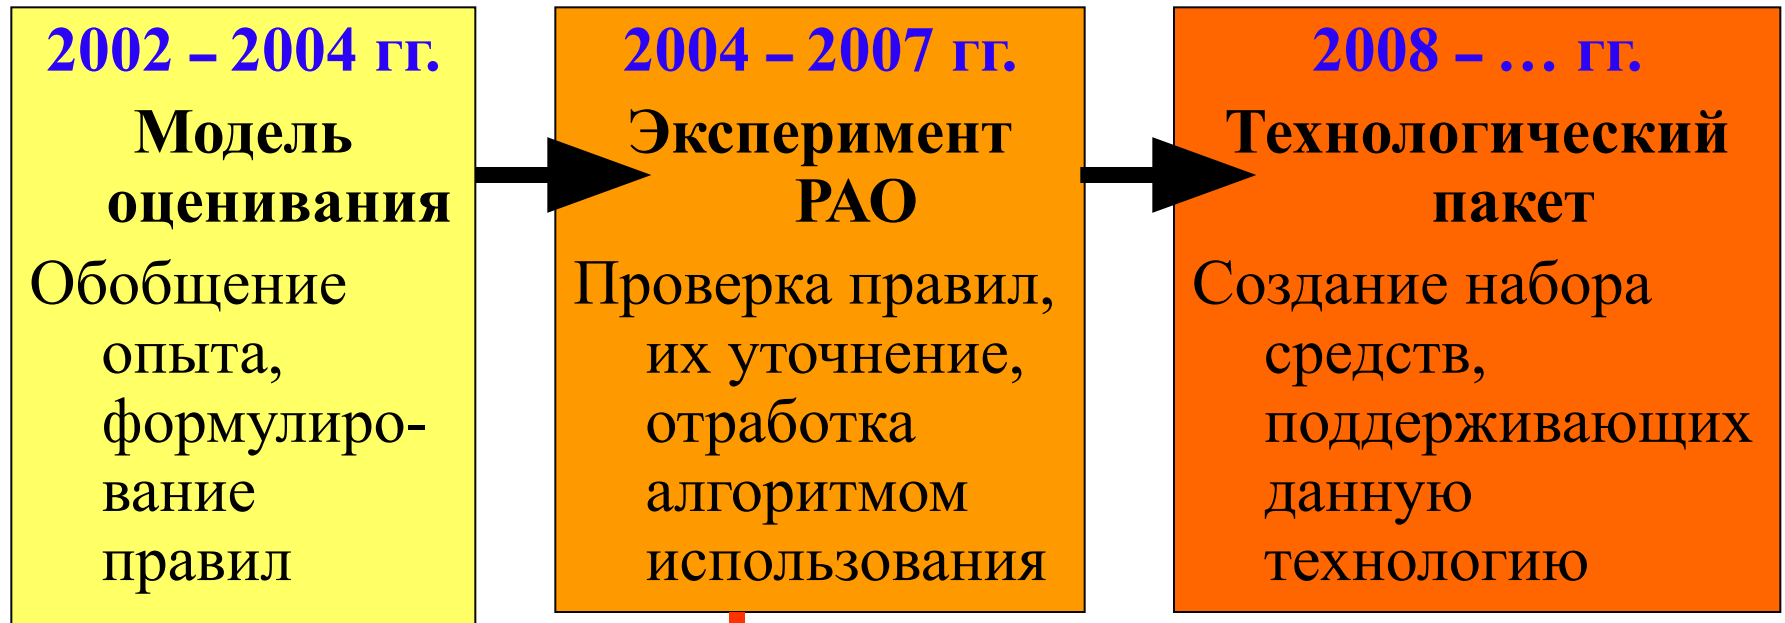 2002 – 2004 гг.
Модель
оценивания
Обобщение
опыта,
формулиро-
вание
правил
2004 – 2007 гг.
Эксперимент
РАО
Проверка правил,
их уточнение,
отработка
алгоритмом
использования
2008 – … гг.
Технологический
пакет
Создание набора
средств,
поддерживающих
данную
технологию